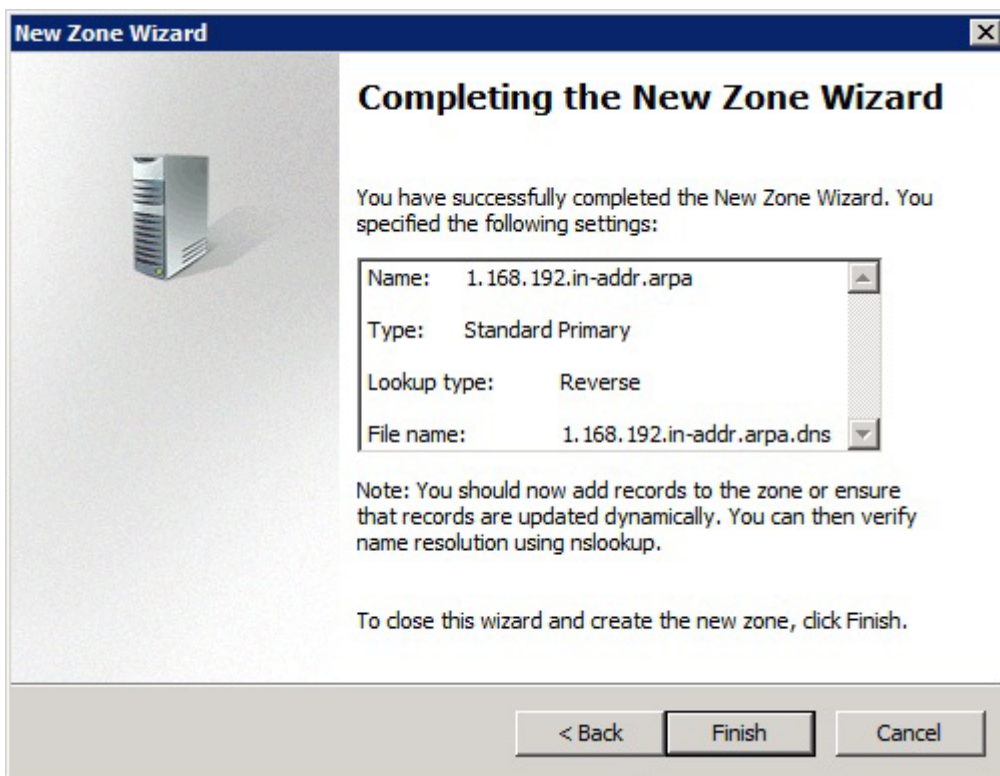 New Zone Wizard
Completing the New Zone Wizard
You have successfully completed the New Zone Wizard. You
specified the following settings:
Name: 1.168.192.in-addr.arpa
Type: Standard Primary
Lookup type: Reverse
File name: 1.168.192.in-addr.arpa.dns
Note: You should now add records to the zone or ensure
that records are updated dynamically. You can then verify
name resolution using nslookup.
To close this wizard and create the new zone, click Finish.
< Back Finish Cancel